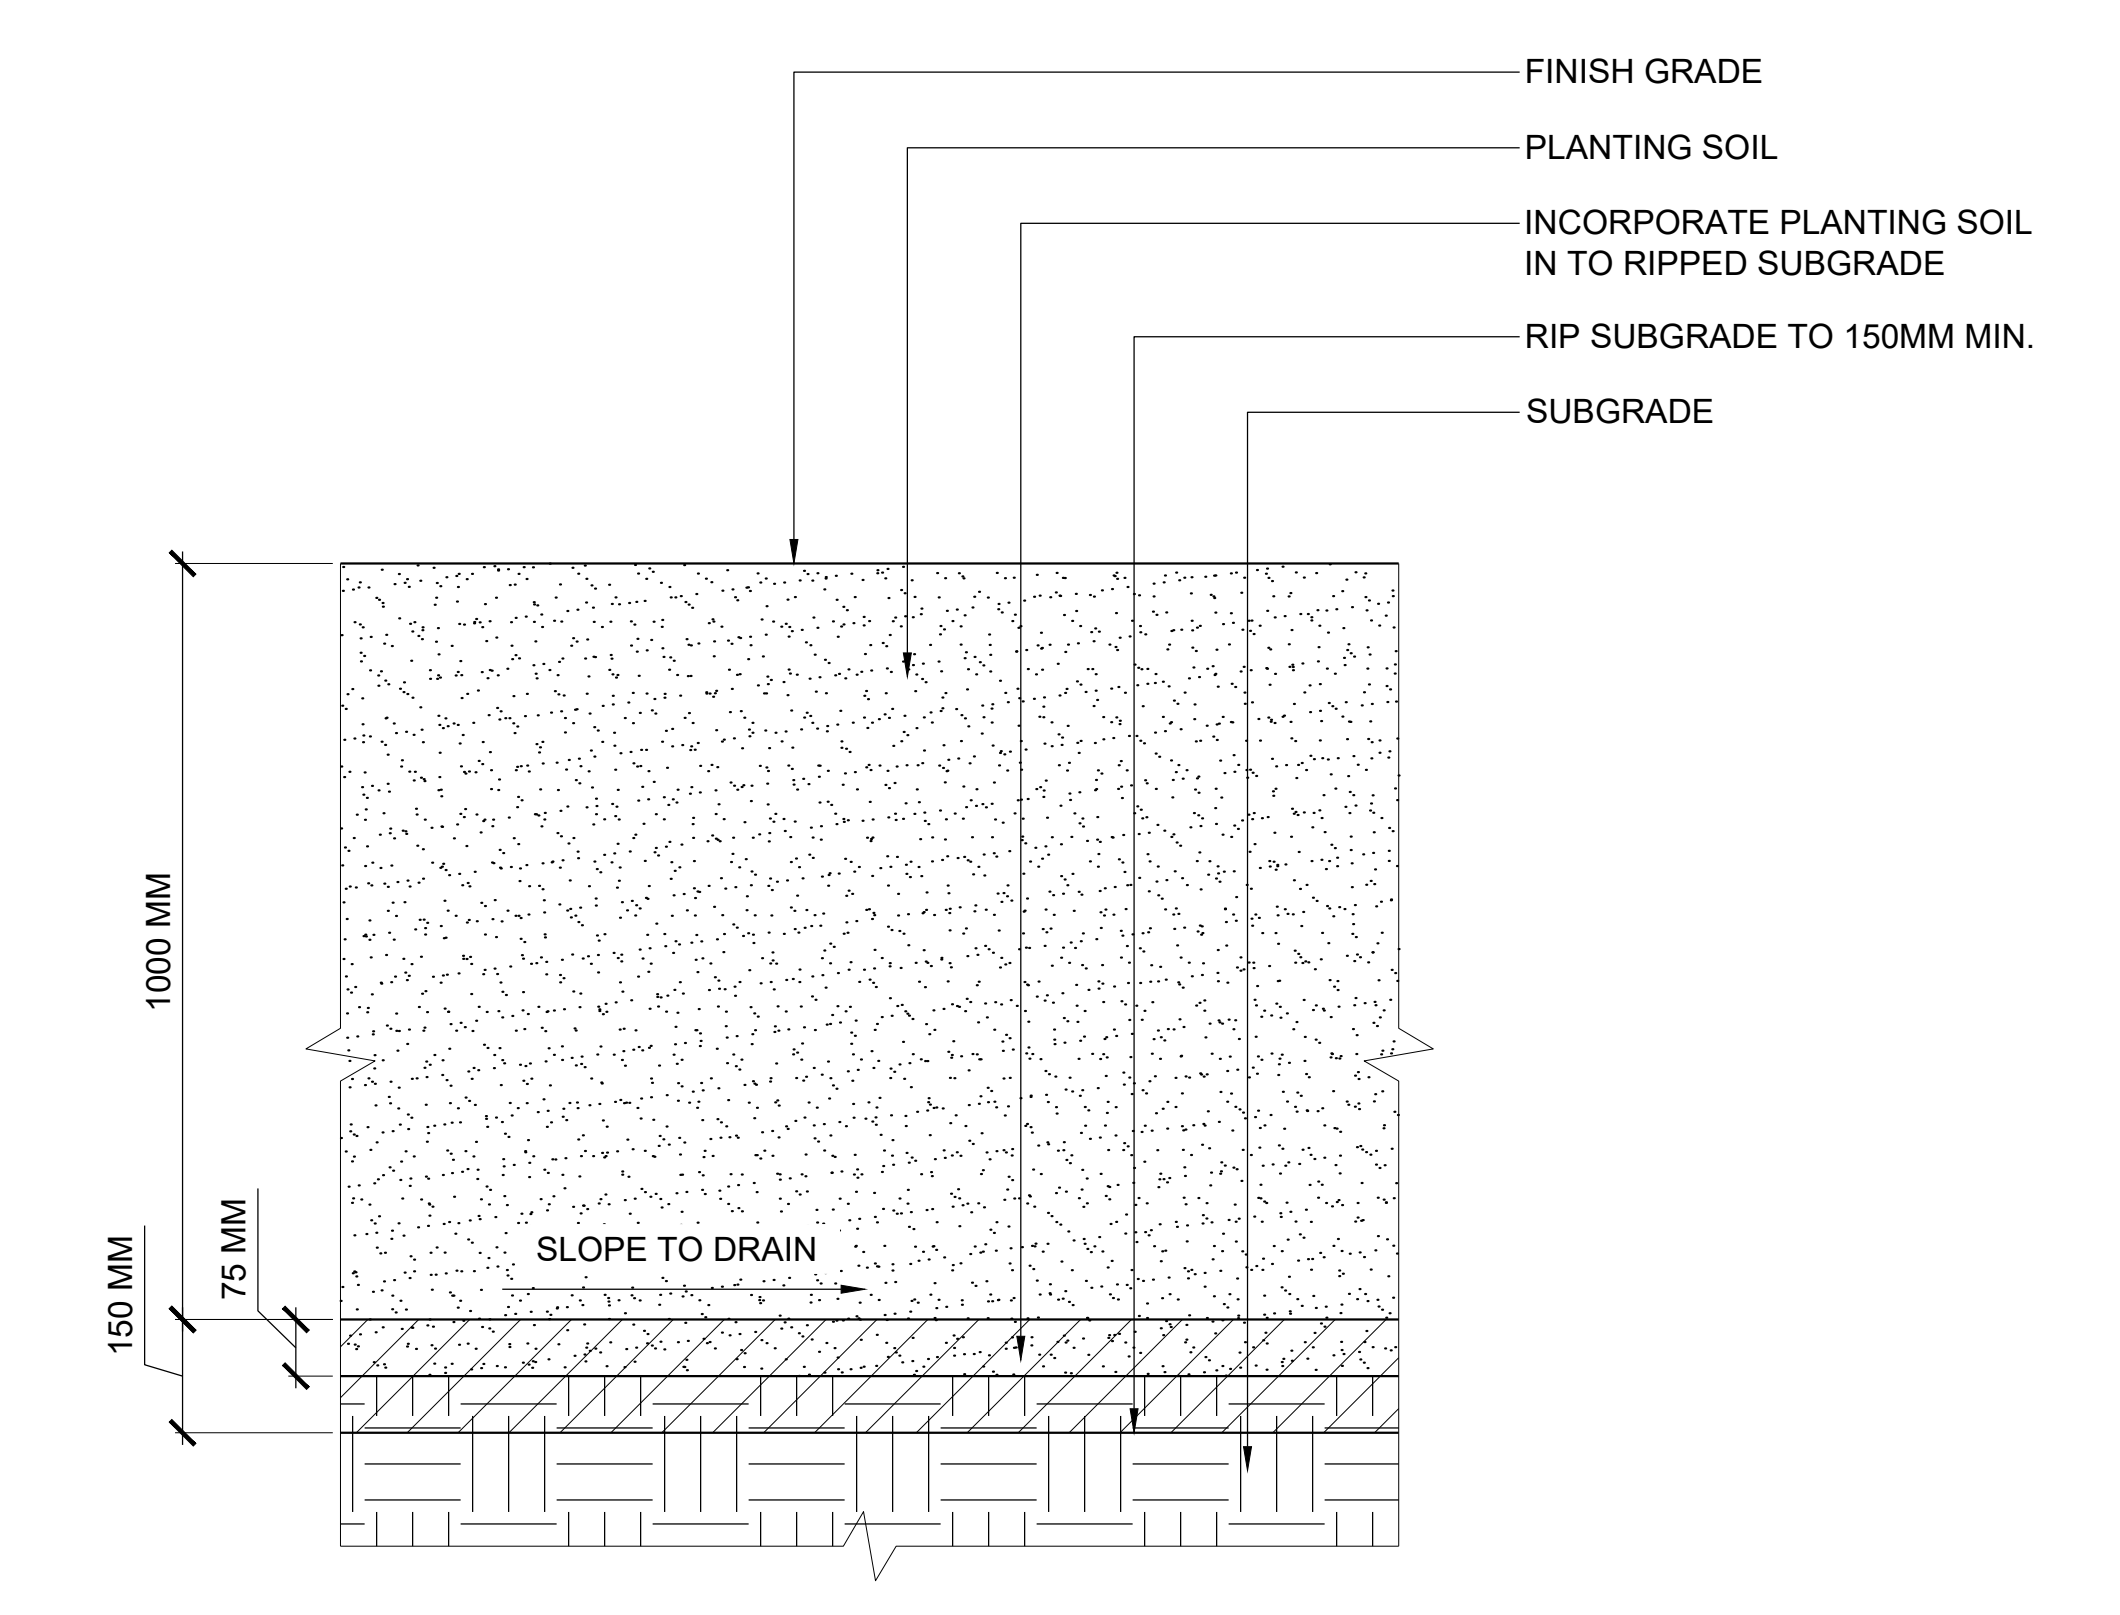 FINISH GRADE
PLANTING SOIL
INCORPORATE PLANTING SOIL
IN TO RIPPED SUBGRADE
RIP SUBGRADE TO 150MM MIN.
SUBGRADE
1000 MM
75 MM
150 MM
SLOPE TO DRAIN